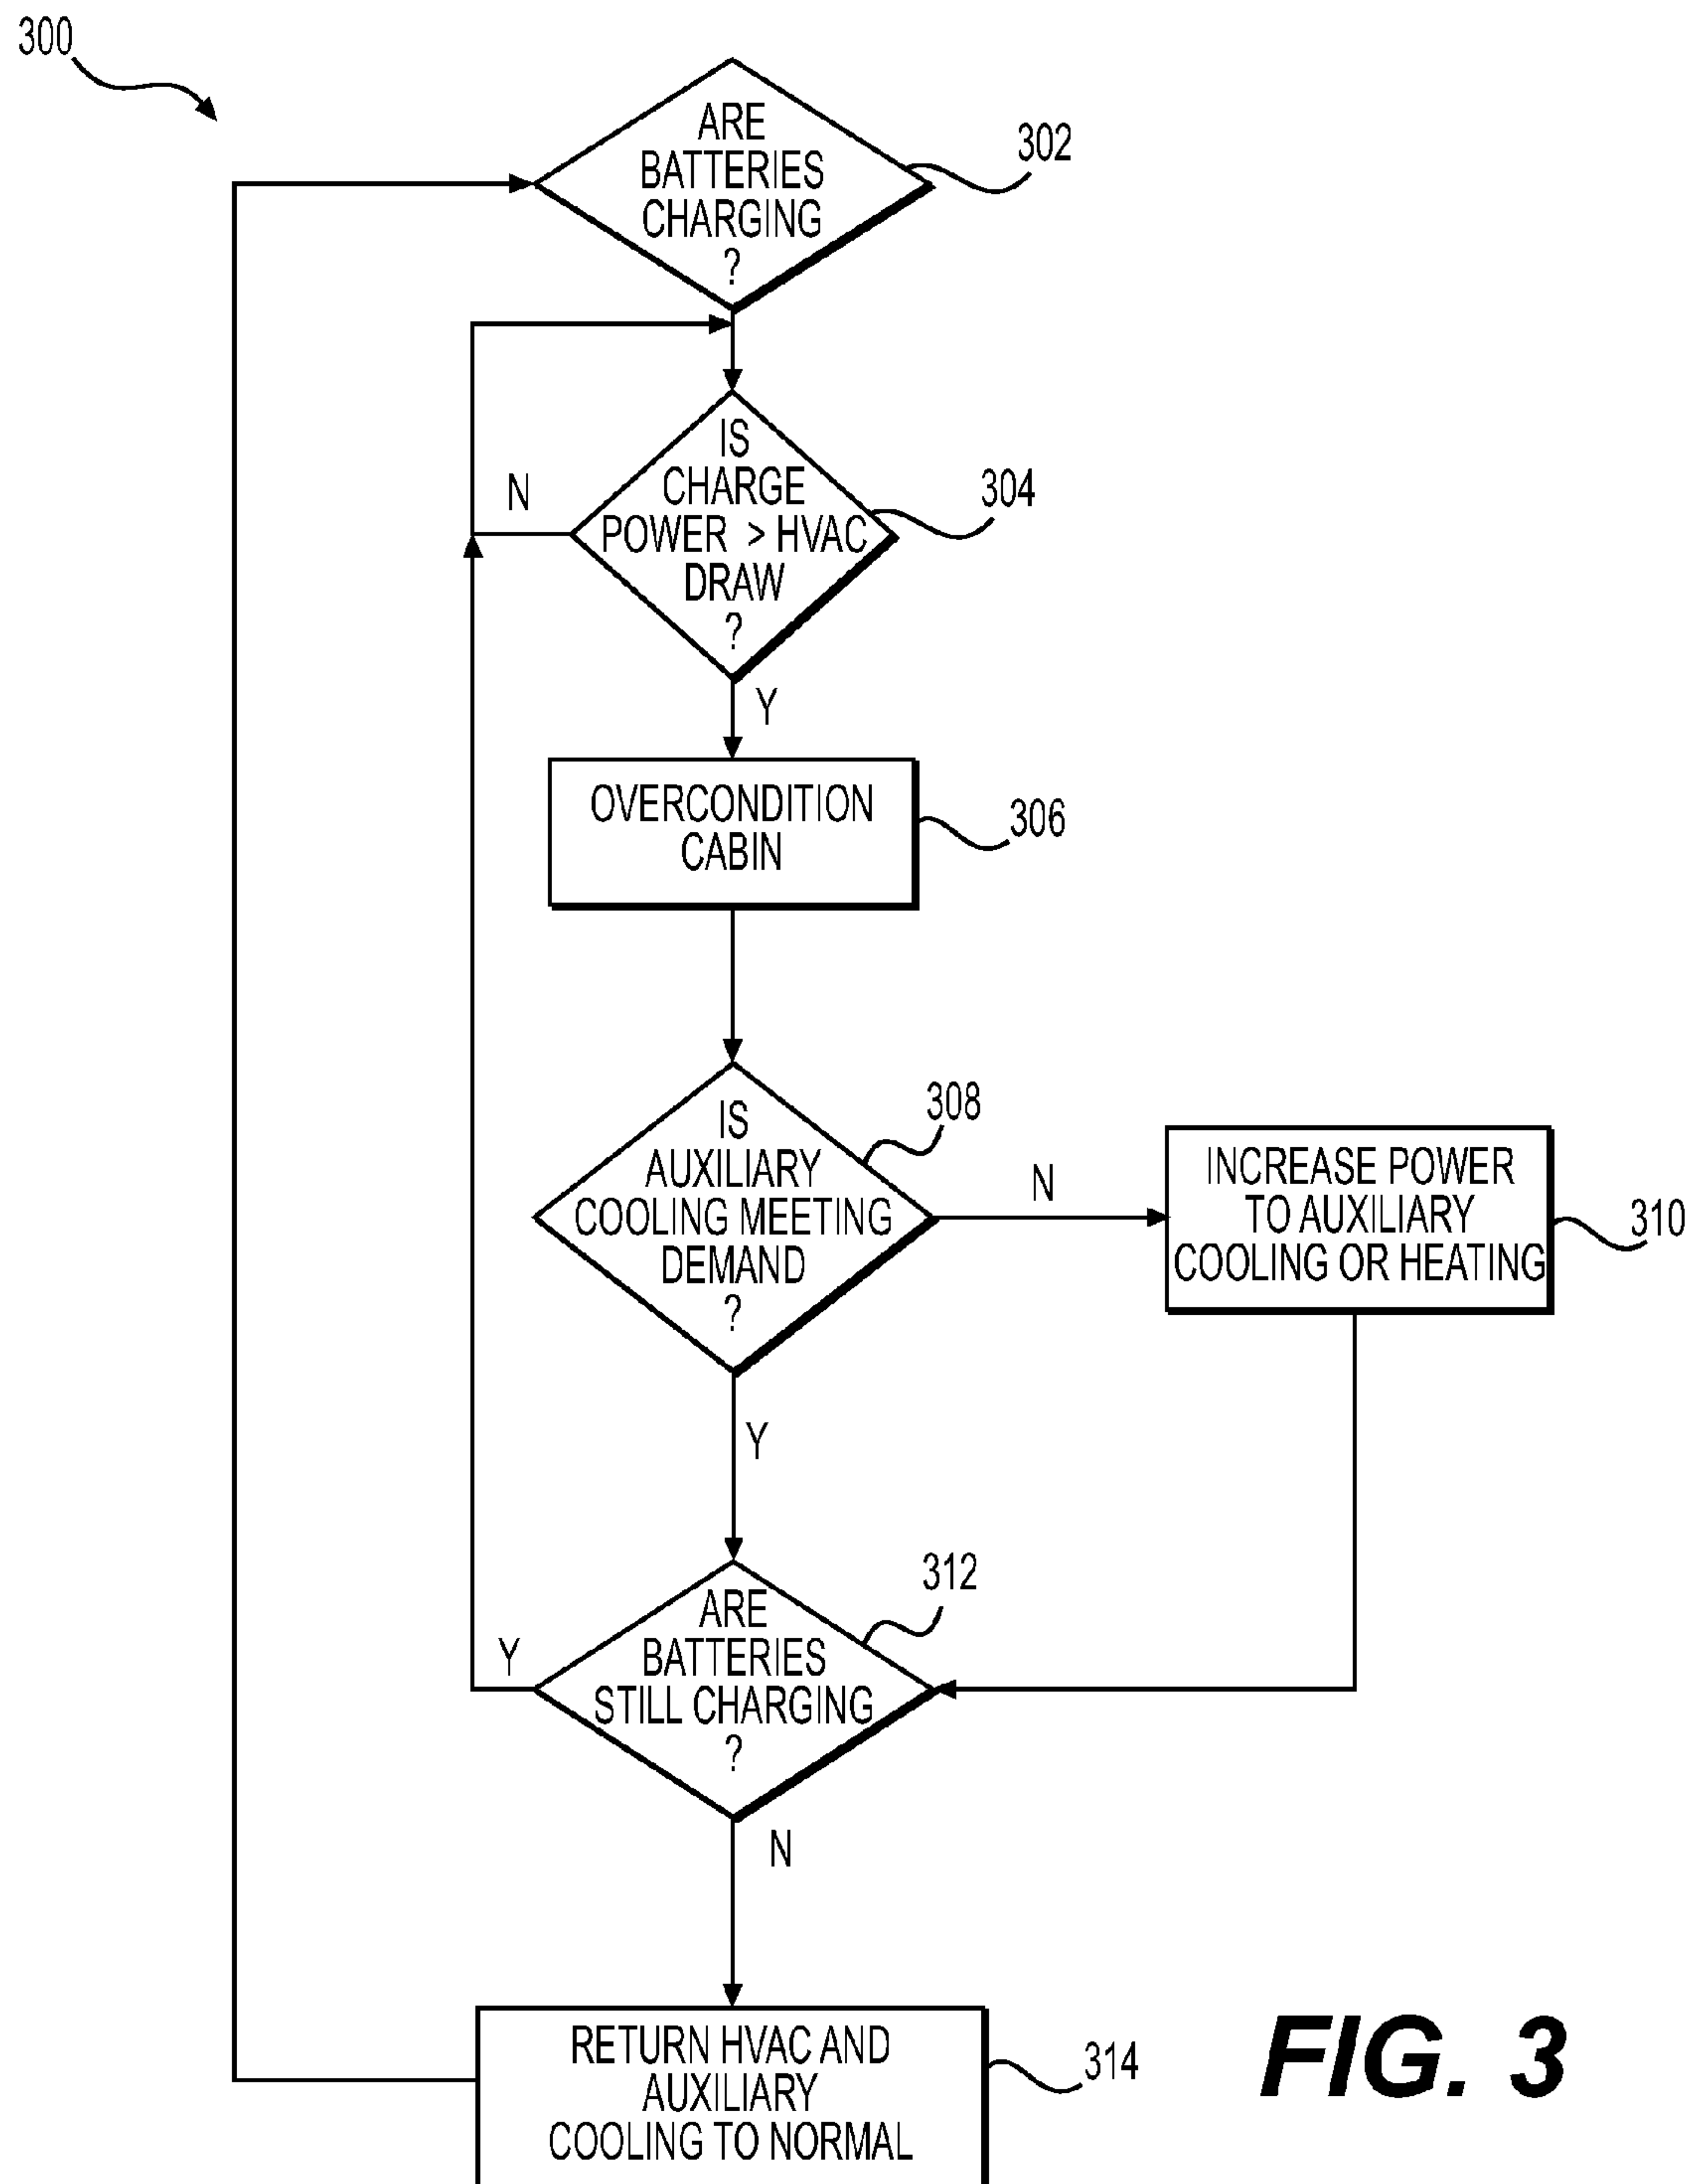 300
ARE
BATTERIES
CHARGING
?
302
IS
CHARGE
POWER > HVAC
DRAW
?
304
N
Y
OVERCONDITION
CABIN
306
IS
AUXILIARY
COOLING MEETING
DEMAND
?
308
N
INCREASE POWER
TO AUXILIARY
COOLING OR HEATING
310
Y
ARE
BATTERIES
STILL CHARGING
?
312
Y
N
RETURN HVAC AND
AUXILIARY
COOLING TO NORMAL
314
FIG. 3